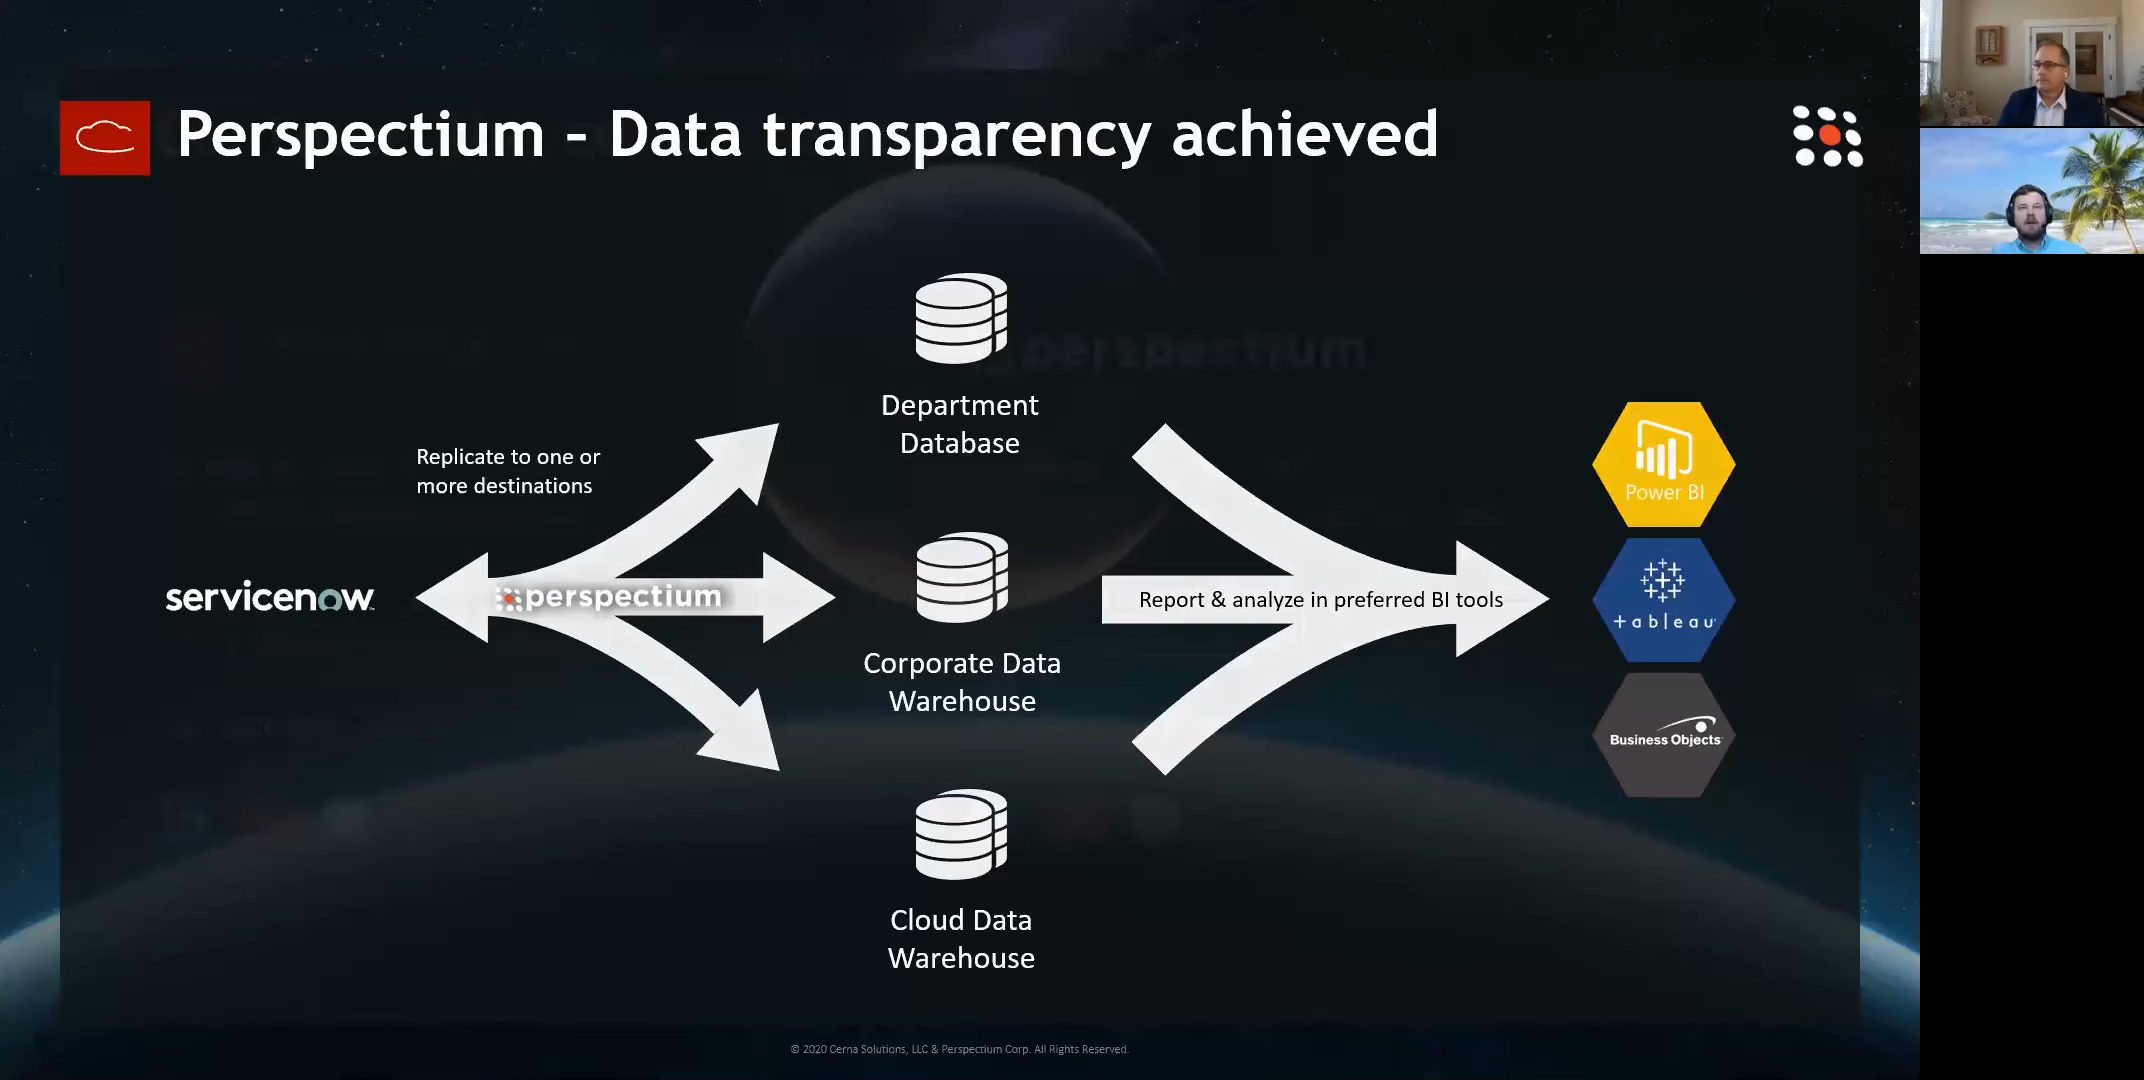 Perspectium - Data transparency achieved
Department
Database
Replicate to one or
more destinations
servicenow
perspectium
Corporate Data
Warehouse
Report & analyze in preferred BI tools
Cloud Data
Warehouse
Power BI
+ableau
Business Objects
perspectium
© 2020 Cerna Solutions, LLC & Perspectium Corp. All Rights Reserved.